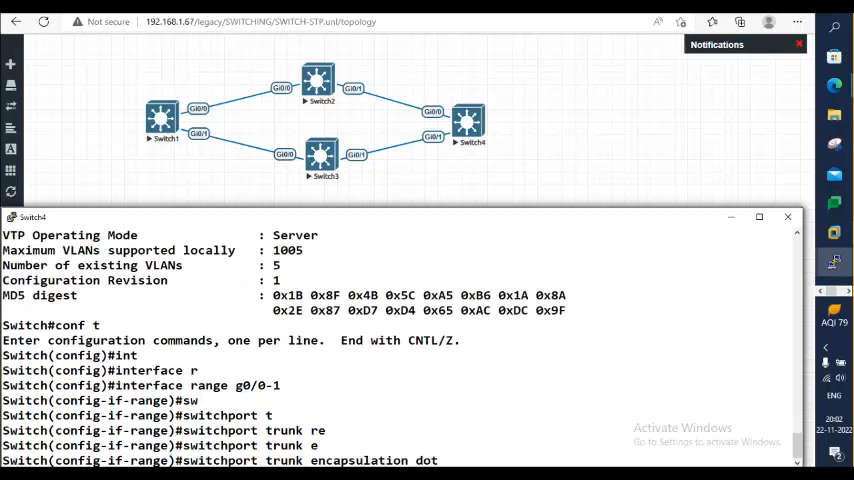 Not secure
192.168.1.67/legacy/SWITCHING/SWITCH-STP.unl/topology
Notifications
Gi0/0
Gi0/0
Switch2
Gi0/1
Gi0/0
Switch1
Gi0/1
Gi0/1
Switch4
Gi0/0
Gi0/1
Switch3
Switch4
VTP Operating Mode : Server
Maximum VLANs supported locally : 1005
Number of existing VLANs : 5
Configuration Revision : 1
MD5 digest : 0x1B 0x8F 0x4B 0x5C 0xA5 0xB6 0x1A 0x8A
0x2E 0x87 0xD7 0xD4 0x65 0xAC 0xDC 0x9F
Switch#conf t
Enter configuration commands, one per line. End with CNTL/Z.
Switch(config)#int
Switch(config)#interface r
Switch(config)#interface range g0/0-1
Switch(config-if-range)#sw
Switch(config-if-range)#switchport t
Switch(config-if-range)#switchport trunk re
Switch(config-if-range)#switchport trunk e
Switch(config-if-range)#switchport trunk encapsulation dot
Activate Windows
Go to Settings to activate Windows.
AQI 79
ENG
20:02
22-11-2022
2